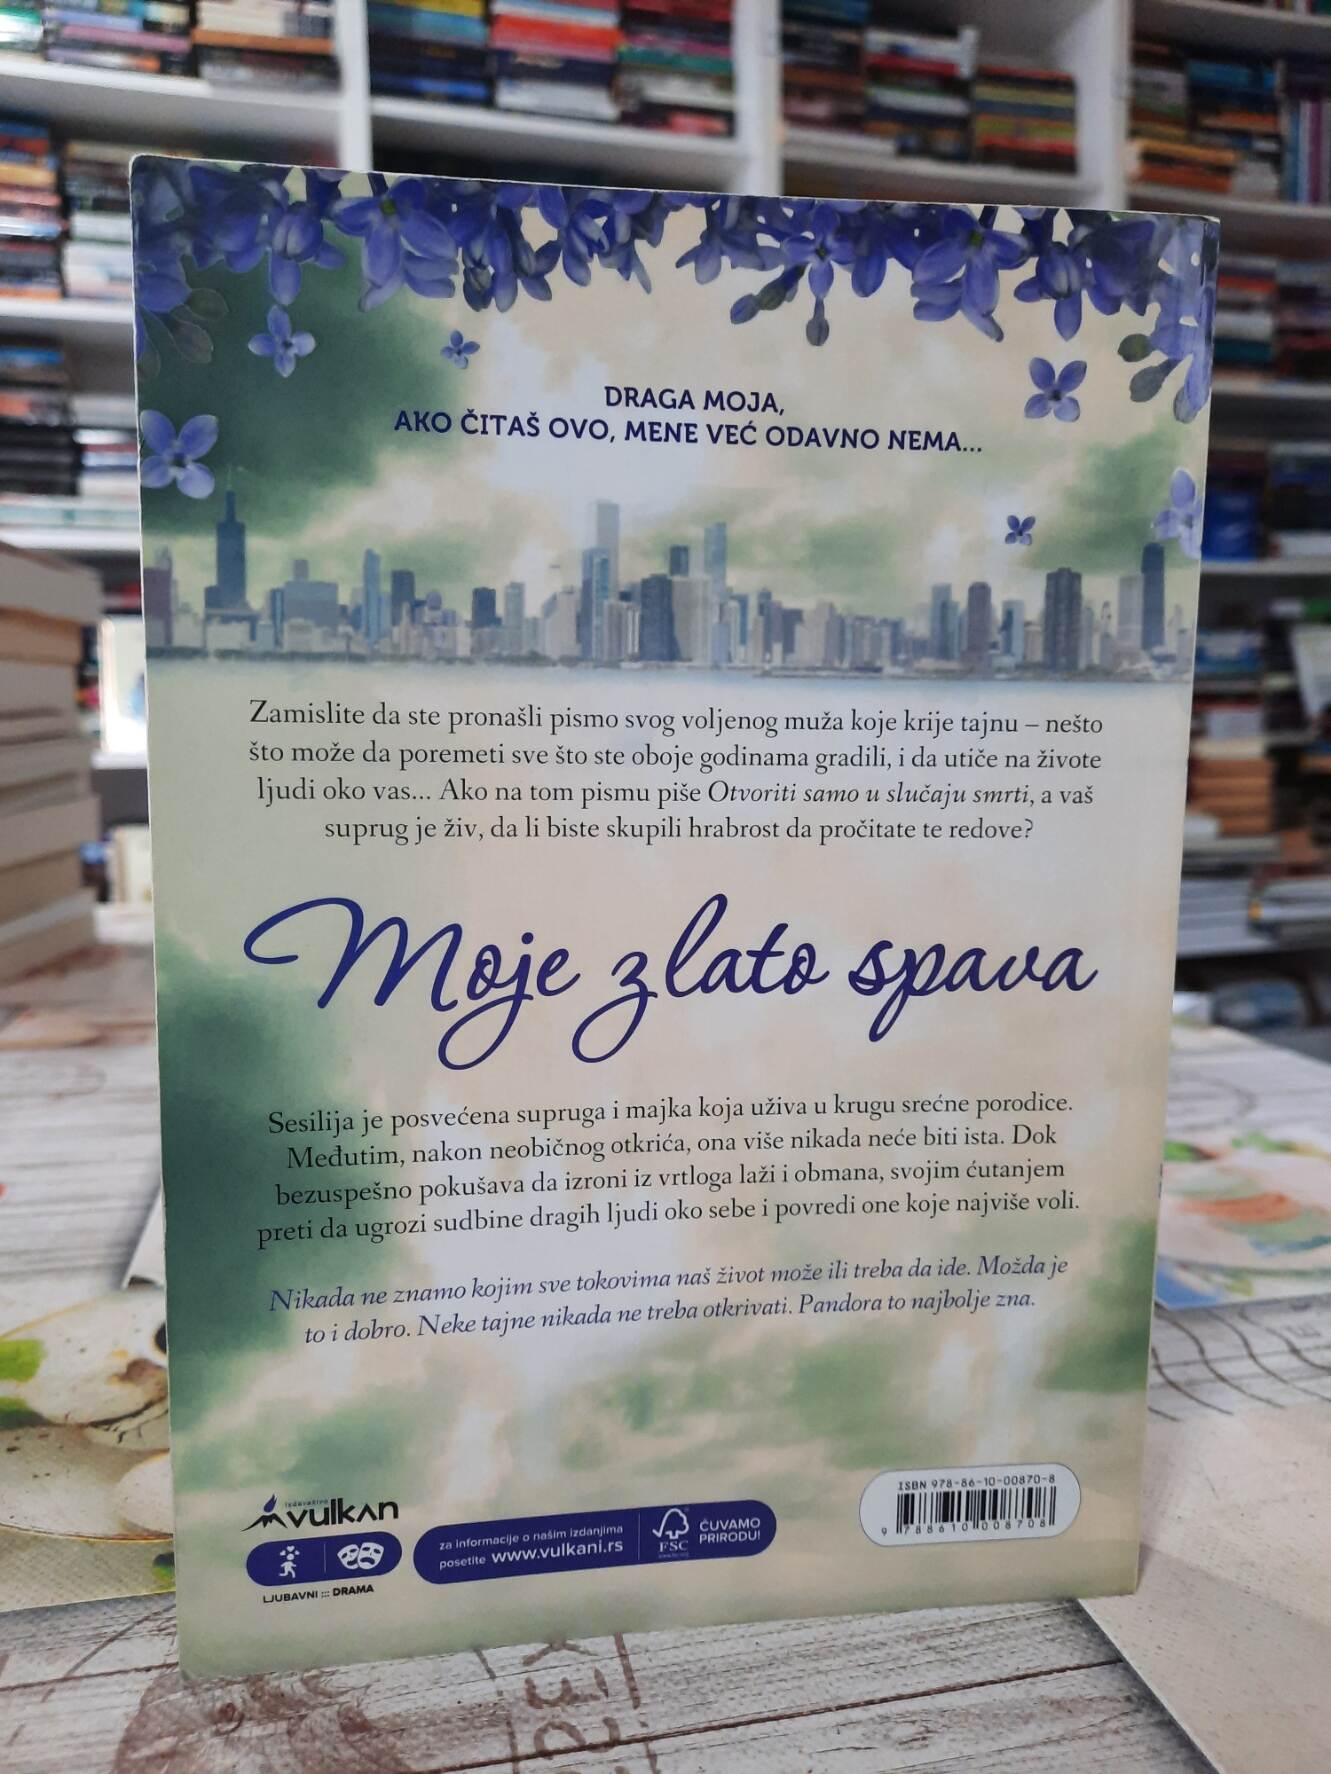 DRAGA MOJA,
AKO ČITAŠ OVO, MENE VEĆ ODAVNO NEMA...
Zamislite da ste pronašli pismo svog voljenog muža koje krije tajnu – nešto
što može da poremeti sve što ste oboje godinama gradili, i da utiče na živote
ljudi oko vas... Ako na tom pismu piše Otvoriti samo u slučaju smrti, a vaš
suprug je živ, da li biste skupili hrabrost da pročitate te redove?
Moje zlato spava
Sesilija je posvećena supruga i majka koja uživa u krugu srećne porodice.
Međutim, nakon neobičnog otkrića, ona više nikada neće biti ista. Dok
bezuspešno pokušava da izroni iz vrtloga laži i obmana, svojim ćutanjem
preti da ugrozi sudbine dragih ljudi oko sebe i povredi one koje najviše voli.
Nikada ne znamo kojim sve tokovima naš život može ili treba da ide. Možda je
to i dobro. Neke tajne nikada ne treba otkrivati. Pandora to najbolje zna.
izdavaštvo
vulkan
LJUBAVNI ::: DRAMA
za informacije o našim izdanjima
posetite www.vulkani.rs
FSC
ČUVAMO
PRIRODU!
ISBN 978-86-10-00870-8
9 788610 008708